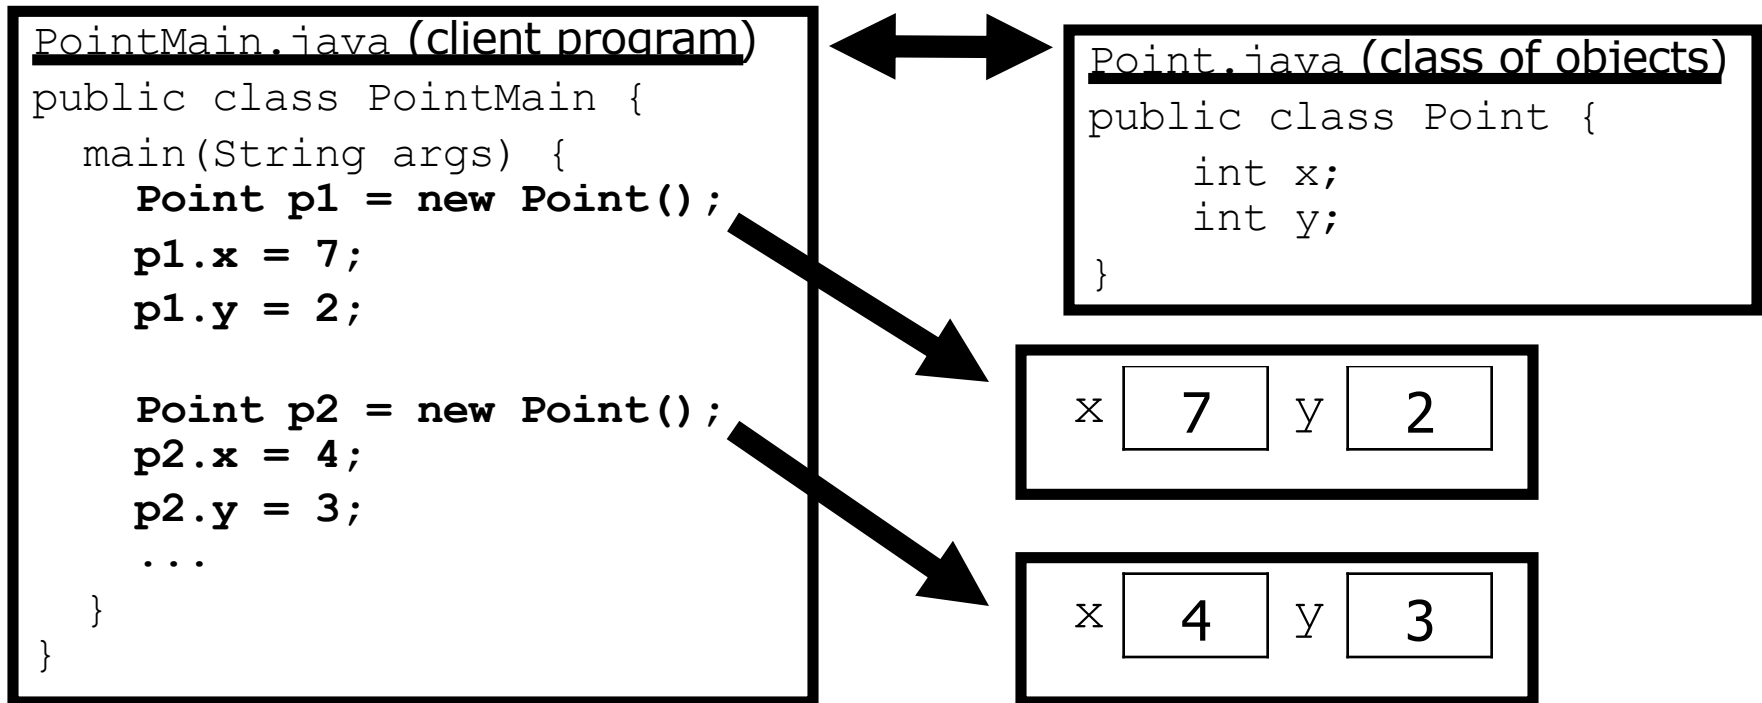 PointMain.java (client program)
public class PointMain {
main(String args) {
Point p1 = new Point();
p1.x = 7;
p1.y = 2;
Point p2 = new Point();
p2.x = 4;
p2.y = 3;
...
}
}
Point.java (class of objects)
public class Point {
int x;
int y;
}
x 7 y 2
x 4 y 3